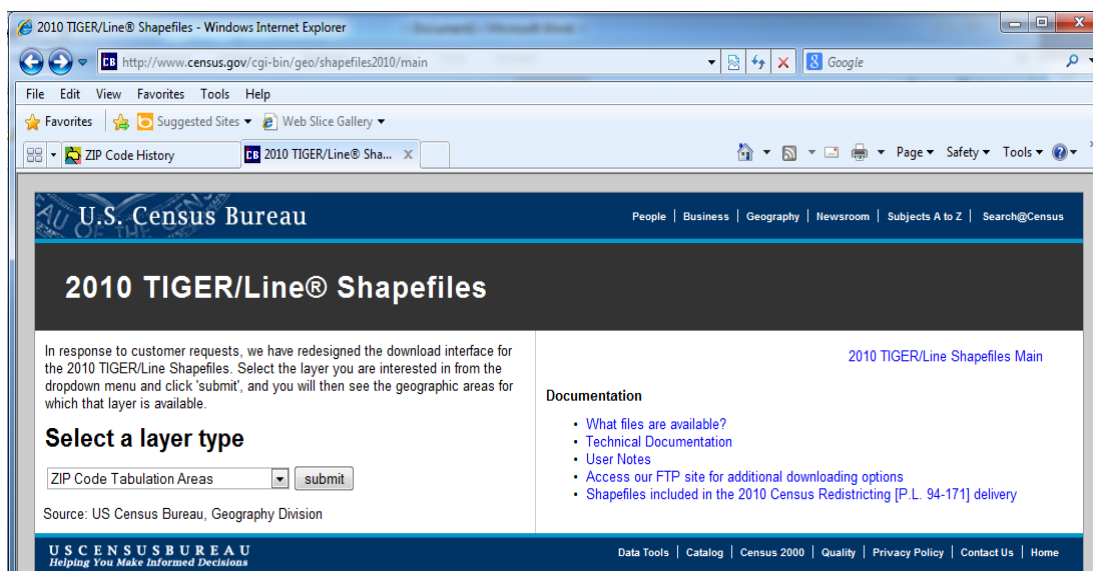 2010 TIGER/Line® Shapefiles - Windows Internet Explorer
http://www.census.gov/cgi-bin/geo/shapefiles2010/main
Google
File Edit View Favorites Tools Help
Favorites Suggested Sites Web Slice Gallery
ZIP Code History 2010 TIGER/Line® Sha... x
Page Safety Tools
U.S. Census Bureau
People | Business | Geography | Newsroom | Subjects A to Z | Search@Census
2010 TIGER/Line® Shapefiles
In response to customer requests, we have redesigned the download interface for
the 2010 TIGER/Line Shapefiles. Select the layer you are interested in from the
dropdown menu and click 'submit', and you will then see the geographic areas for
which that layer is available.
Select a layer type
ZIP Code Tabulation Areas submit
Source: US Census Bureau, Geography Division
2010 TIGER/Line Shapefiles Main
Documentation
• What files are available?
• Technical Documentation
• User Notes
• Access our FTP site for additional downloading options
• Shapefiles included in the 2010 Census Redistricting [P.L. 94-171] delivery
USCENSUSBUREAU
Helping You Make Informed Decisions
Data Tools | Catalog | Census 2000 | Quality | Privacy Policy | Contact Us | Home